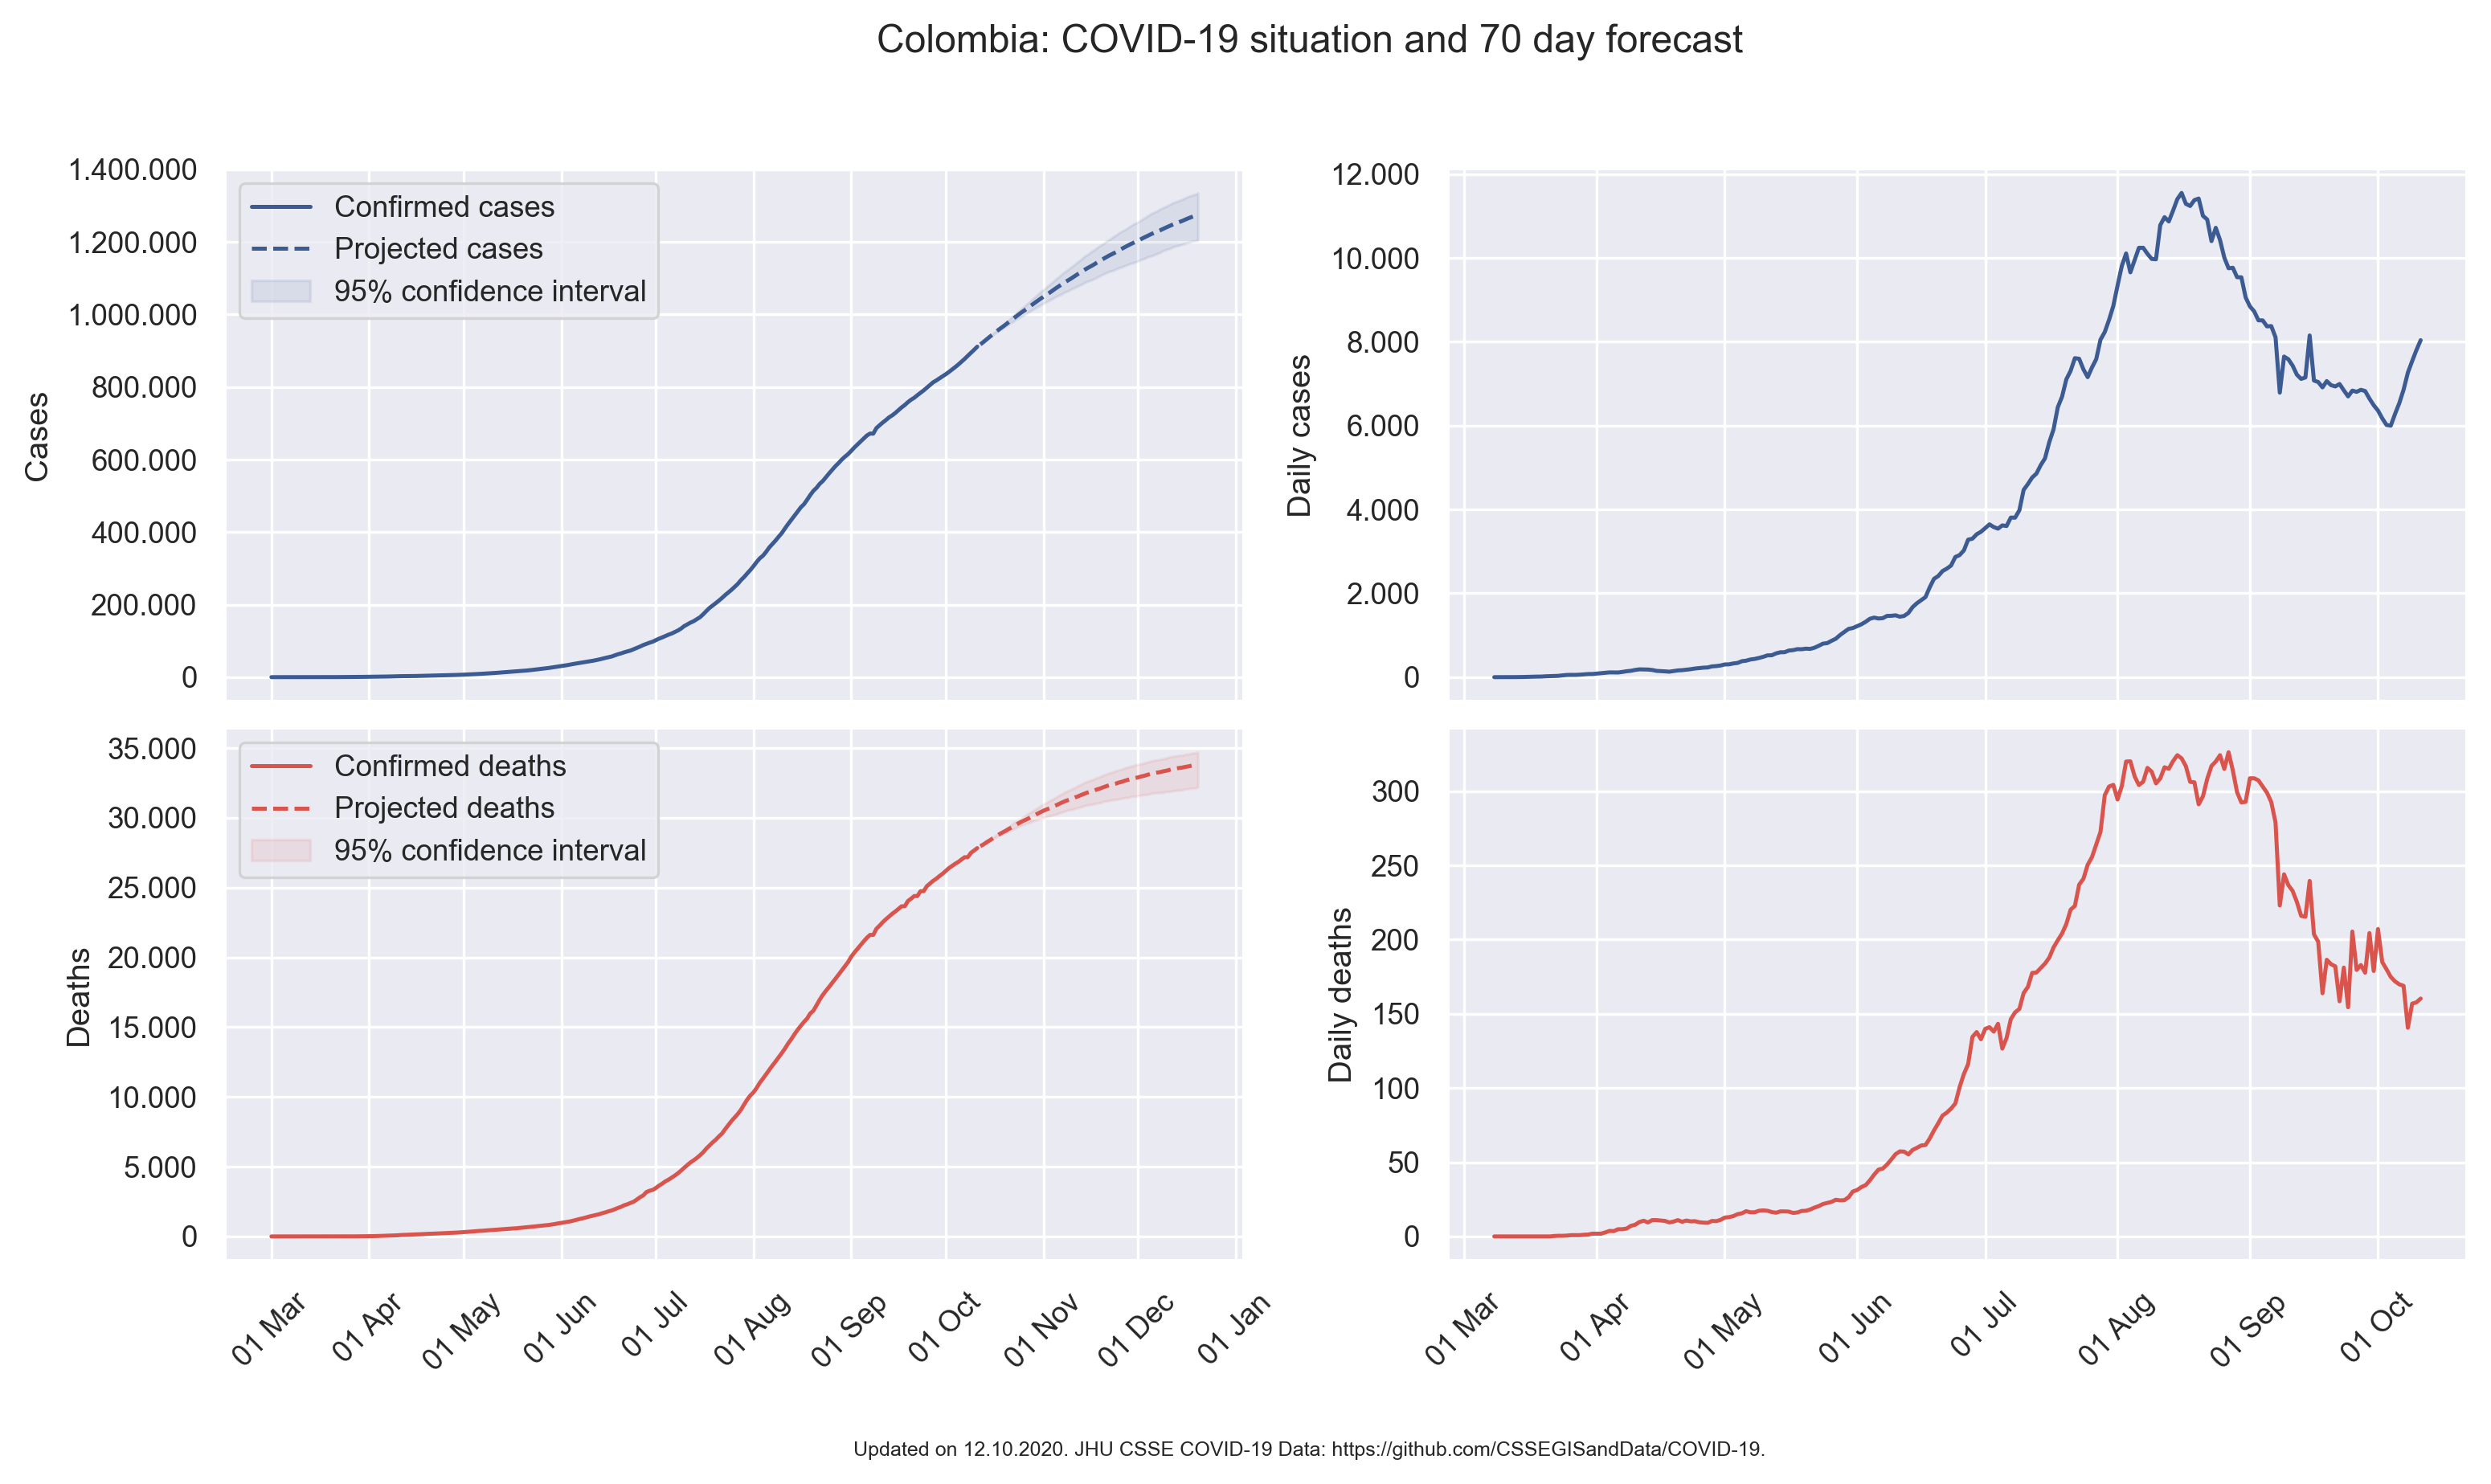 Colombia: COVID-19 situation and 70 day forecast
1.400.000
1.200.000
1.000.000
800.000
600.000
400.000
200.000
0
Cases
Confirmed cases
Projected cases
95% confidence interval
12.000
10.000
8.000
6.000
4.000
2.000
0
Daily cases
35.000
30.000
25.000
20.000
15.000
10.000
5.000
0
Deaths
Confirmed deaths
Projected deaths
95% confidence interval
01 Mar
01 Apr
01 May
01 Jun
01 Jul
01 Aug
01 Sep
01 Oct
01 Nov
01 Dec
01 Jan
300
250
200
150
100
50
0
Daily deaths
01 Mar
01 Apr
01 May
01 Jun
01 Jul
01 Aug
01 Sep
01 Oct
Updated on 12.10.2020. JHU CSSE COVID-19 Data: https://github.com/CSSEGISandData/COVID-19.